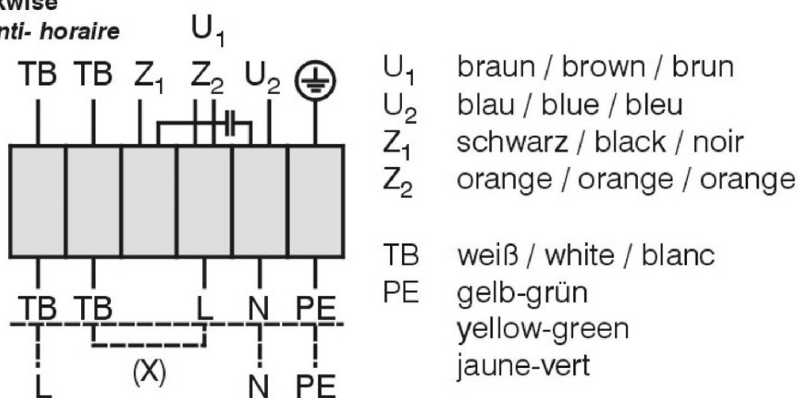 kwise
nti- horaire
U1
TB TB Z1 Z2 U2
TB TB L N PE
(X)
L N PE
U1 braun / brown / brun
U2 blau / blue / bleu
Z1 schwarz / black / noir
Z2 orange / orange / orange
TB weiß / white / blanc
PE gelb-grün
yellow-green
jaune-vert